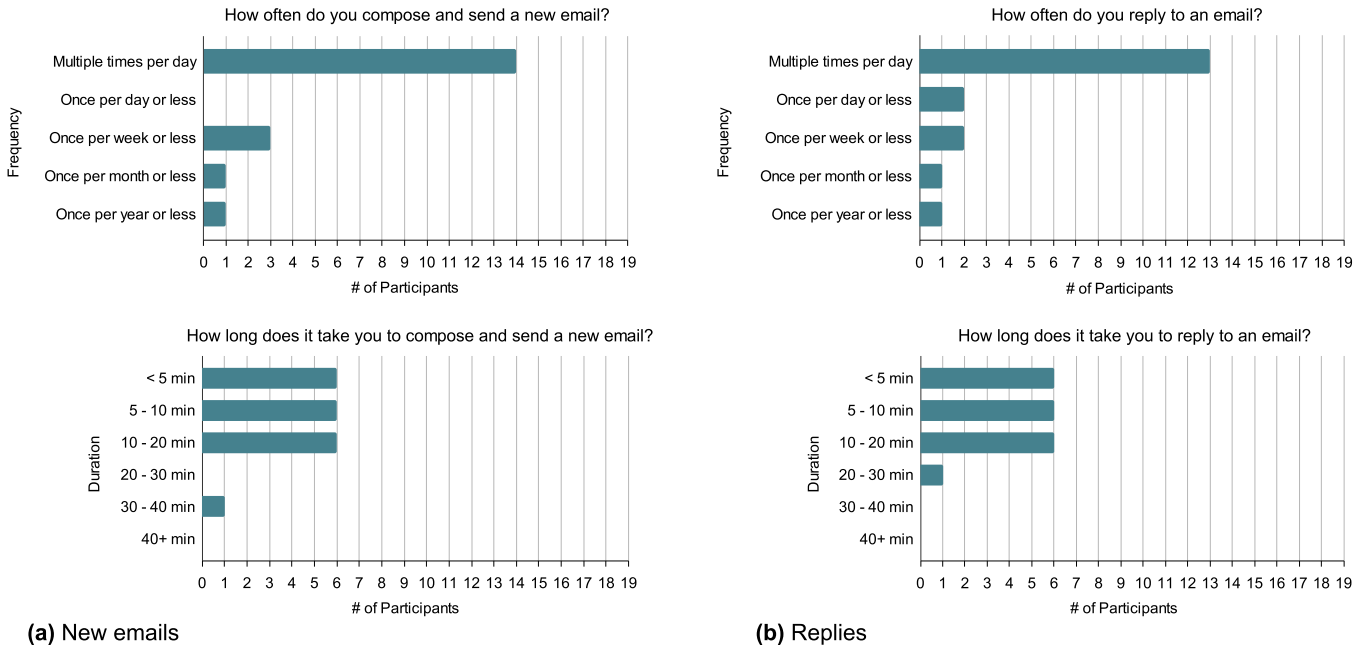 How often do you compose and send a new email?
Frequency
Multiple times per day
Once per day or less
Once per week or less
Once per month or less
Once per year or less
0 1 2 3 4 5 6 7 8 9 10 11 12 13 14 15 16 17 18 19
# of Participants
How often do you reply to an email?
Frequency
Multiple times per day
Once per day or less
Once per week or less
Once per month or less
Once per year or less
0 1 2 3 4 5 6 7 8 9 10 11 12 13 14 15 16 17 18 19
# of Participants
How long does it take you to compose and send a new email?
Duration
< 5 min
5 - 10 min
10 - 20 min
20 - 30 min
30 - 40 min
40+ min
0 1 2 3 4 5 6 7 8 9 10 11 12 13 14 15 16 17 18 19
# of Participants
(a) New emails
How long does it take you to reply to an email?
Duration
< 5 min
5 - 10 min
10 - 20 min
20 - 30 min
30 - 40 min
40+ min
0 1 2 3 4 5 6 7 8 9 10 11 12 13 14 15 16 17 18 19
# of Participants
(b) Replies